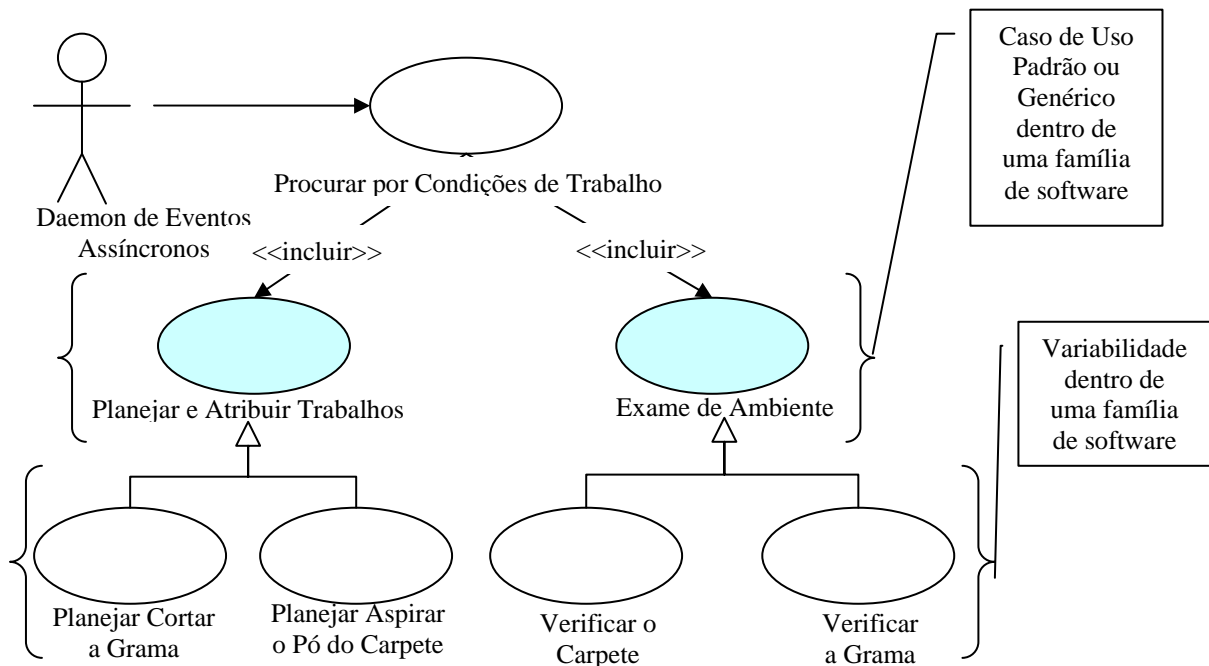 Caso de Uso
Padrão ou
Genérico
dentro de
uma família
de software
Procurar por Condições de Trabalho
Daemon de Eventos
Assíncronos
<<incluir>>
<<incluir>>
Variabilidade
dentro de
uma família
de software
Planejar e Atribuir Trabalhos
Exame de Ambiente
Planejar Cortar
a Grama
Planejar Aspirar
o Pó do Carpete
Verificar o
Carpete
Verificar
a Grama